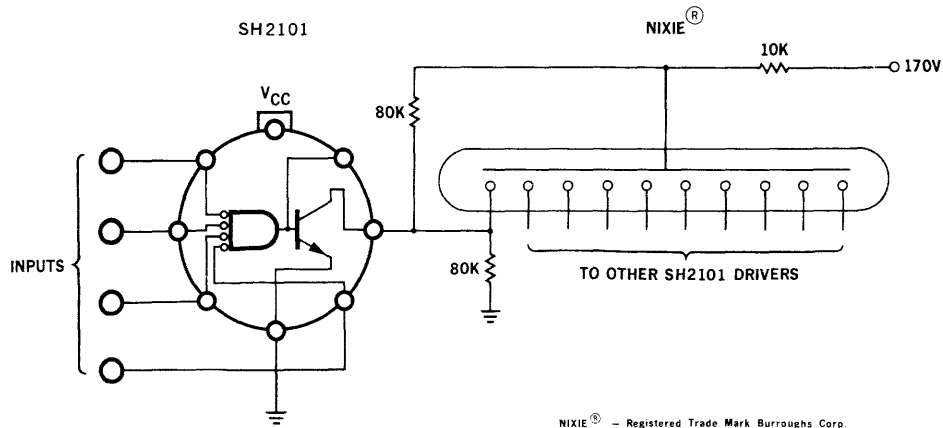 SH2101
NIXIE®
10K
170V
VCC
80K
INPUTS
80K
TO OTHER SH2101 DRIVERS
NIXIE® – Registered Trade Mark Burroughs Corp.